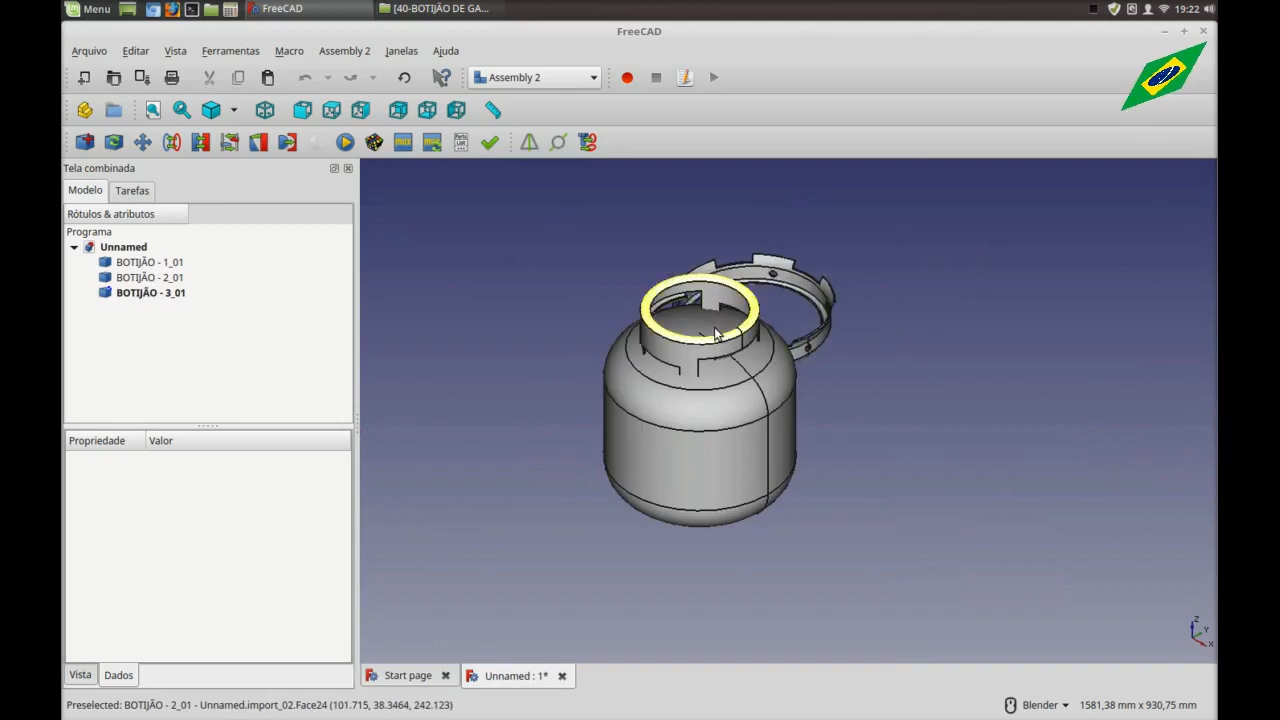 Menu
FreeCAD
[40-BOTIJÃO DE GA...
19:22
FreeCAD
Arquivo Editar Vista Ferramentas Macro Assembly 2 Janelas Ajuda
Assembly 2
Tela combinada
Modelo Tarefas
Rótulos & atributos
Programa
Unnamed
BOTIJÃO - 1_01
BOTIJÃO - 2_01
BOTIJÃO - 3_01
Propriedade Valor
Vista Dados
Start page
Unnamed : 1*
Z
Y
X
Preselected: BOTIJÃO - 2_01 - Unnamed.import_02.Face24 (101.715, 38.3464, 242.123)
Blender
1581,38 mm x 930,75 mm